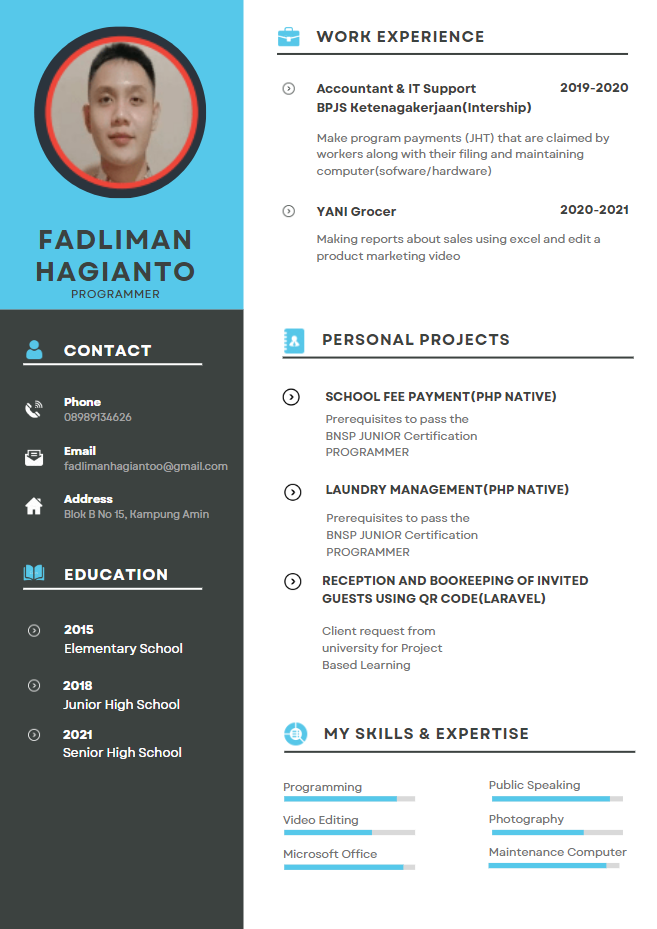 FADLIMAN
HAGIANTO
PROGRAMMER
CONTACT
Phone
08989134626
Email
fadlimanhagiantoo@gmail.com
Address
Blok B No 15, Kampung Amin
EDUCATION
2015
Elementary School
2018
Junior High School
2021
Senior High School
WORK EXPERIENCE
Accountant & IT Support 2019-2020
BPJS Ketenagakerjaan(Intership)
Make program payments (JHT) that are claimed by
workers along with their filing and maintaining
computer(sofware/hardware)
YANI Grocer 2020-2021
Making reports about sales using excel and edit a
product marketing video
PERSONAL PROJECTS
SCHOOL FEE PAYMENT(PHP NATIVE)
Prerequisites to pass the
BNSP JUNIOR Certification
PROGRAMMER
LAUNDRY MANAGEMENT(PHP NATIVE)
Prerequisites to pass the
BNSP JUNIOR Certification
PROGRAMMER
RECEPTION AND BOOKEEPING OF INVITED
GUESTS USING QR CODE(LARAVEL)
Client request from
university for Project
Based Learning
MY SKILLS & EXPERTISE
Programming
Video Editing
Microsoft Office
Public Speaking
Photography
Maintenance Computer